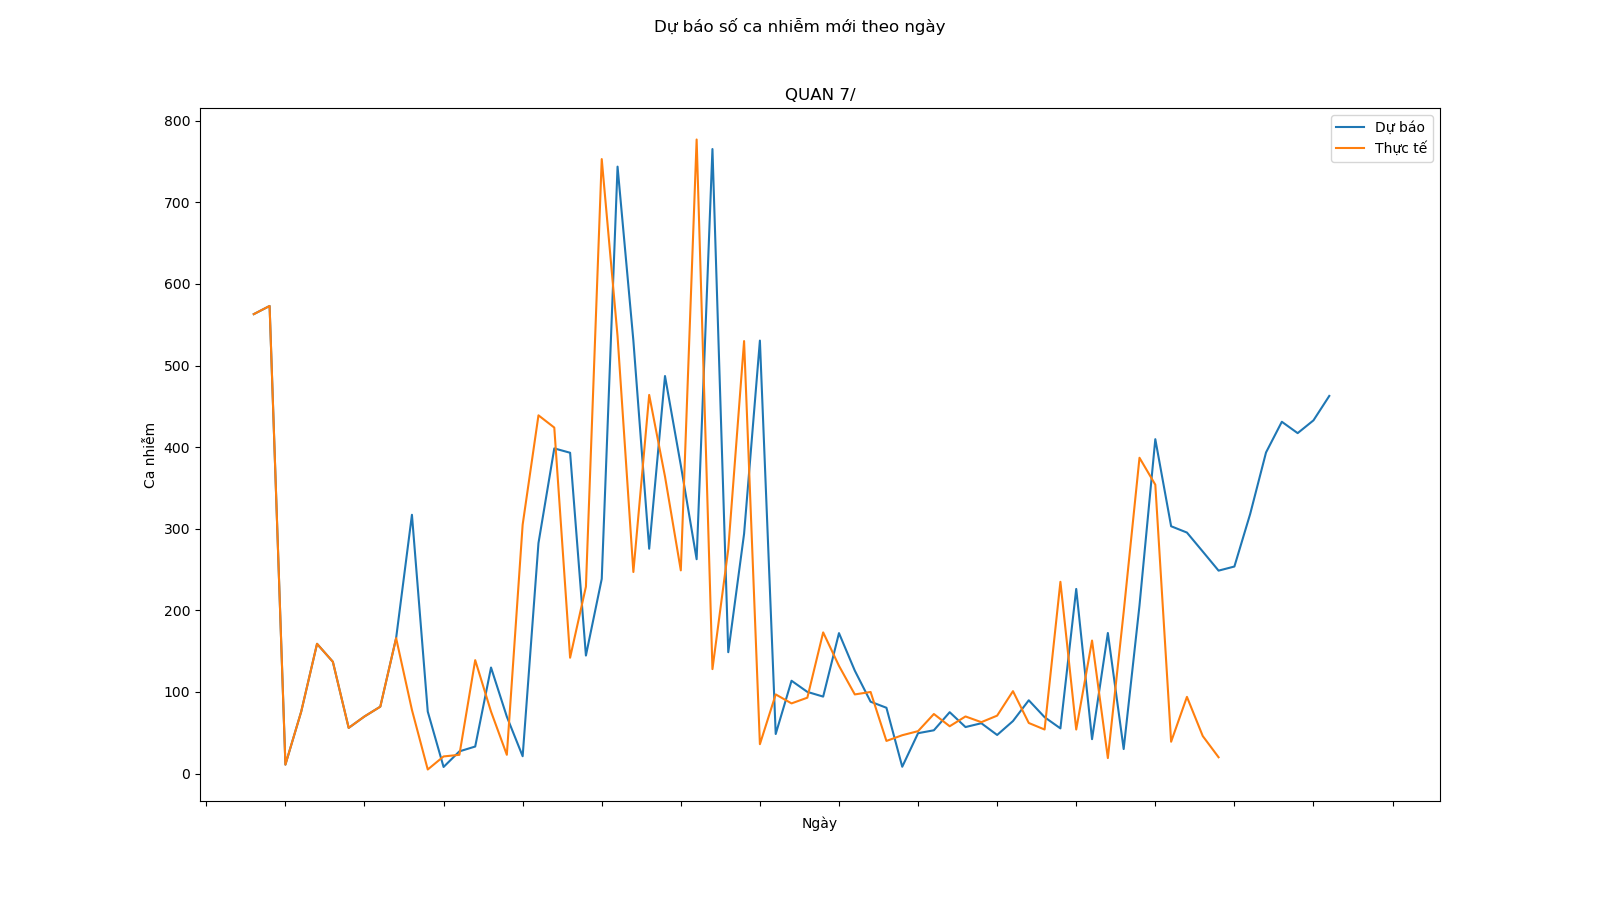 Dự báo số ca nhiễm mới theo ngày
QUAN 7/
Dự báo
Thực tế
800
700
600
500
400
300
200
100
0
Ca nhiễm
Ngày